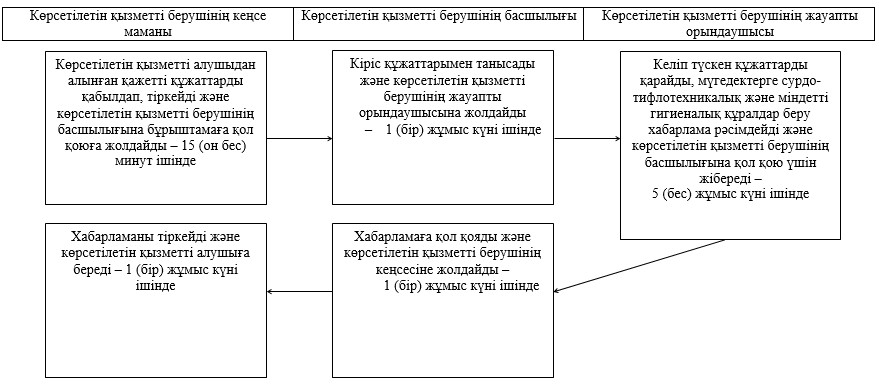 Көрсетілетін қызметті берушінің кеңсе
маманы
Көрсетілетін қызметті берушінің басшылығы
Көрсетілетін қызметті берушінің жауапты
орындаушысы
Көрсетілетін қызметті алушыдан
алынған қажетті құжаттарды
қабылдап, тіркейді және
көрсетілетін қызметті берушінің
басшылығына бұрыштамаға қол
қоюға жолдайды – 15 (он бес)
минут ішінде
Кіріс құжаттарымен танысады
және көрсетілетін қызметті
берушінің жауапты
орындаушысына жолдайды
– 1 (бір) жұмыс күні ішінде
Келіп түскен құжаттарды
қарайды, мүгедектерге сурдо-
тифлотехникалық және міндетті
гигиеналық құралдар беру
хабарлама рәсімдейді және
көрсетілетін қызметті берушінің
басшылығына қол қою үшін
жібереді –
5 (бес) жұмыс күні ішінде
Хабарламаны тіркейді және
көрсетілетін қызметті алушыға
береді – 1 (бір) жұмыс күні
ішінде
Хабарламаға қол қояды және
көрсетілетін қызметті берушінің
кеңсесіне жолдайды –
1 (бір) жұмыс күні ішінде